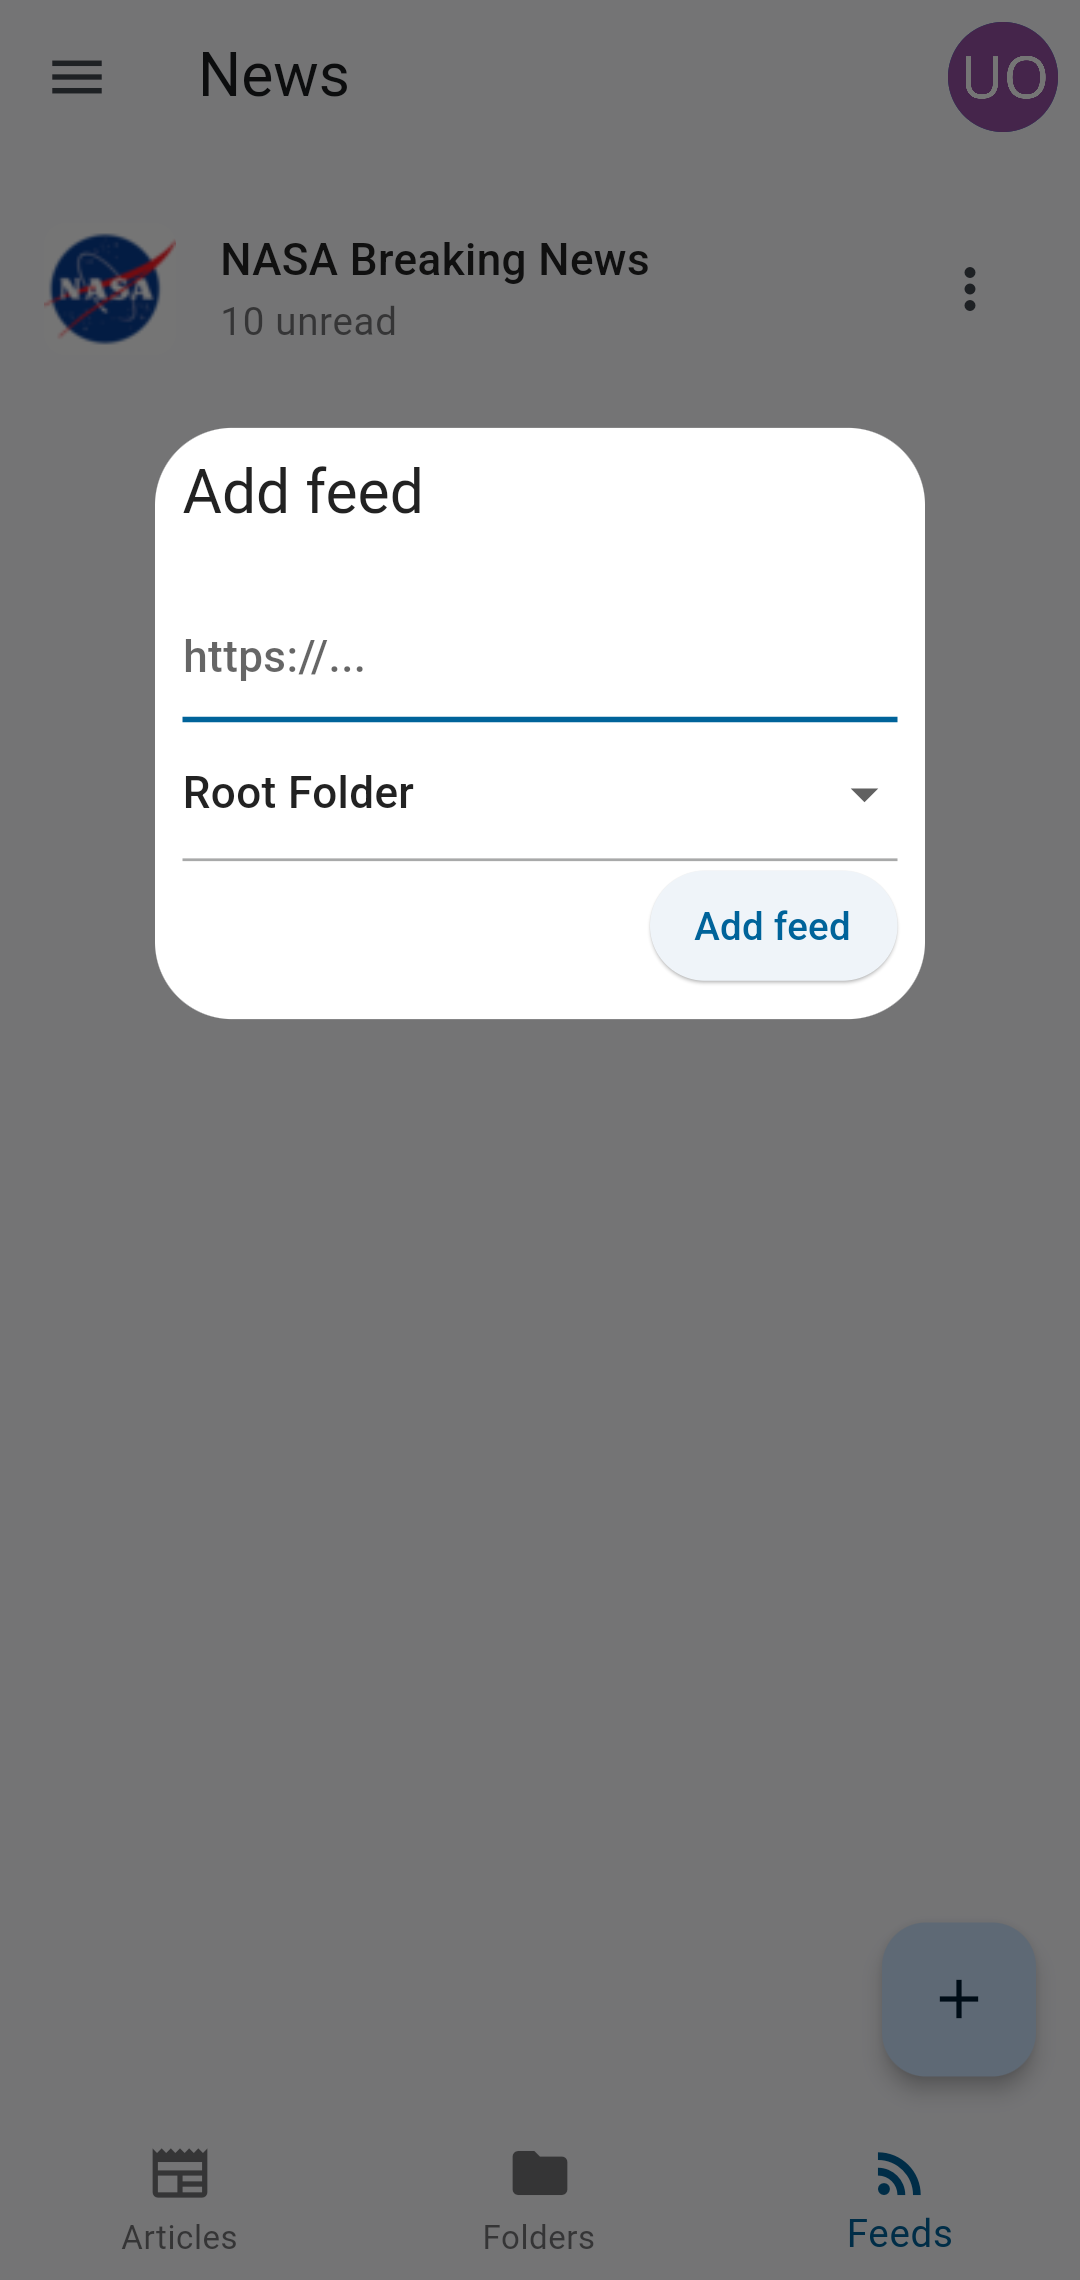 News
UO
NASA
NASA Breaking News
10 unread
Add feed
https://...
Root Folder
Add feed
Articles
Folders
Feeds